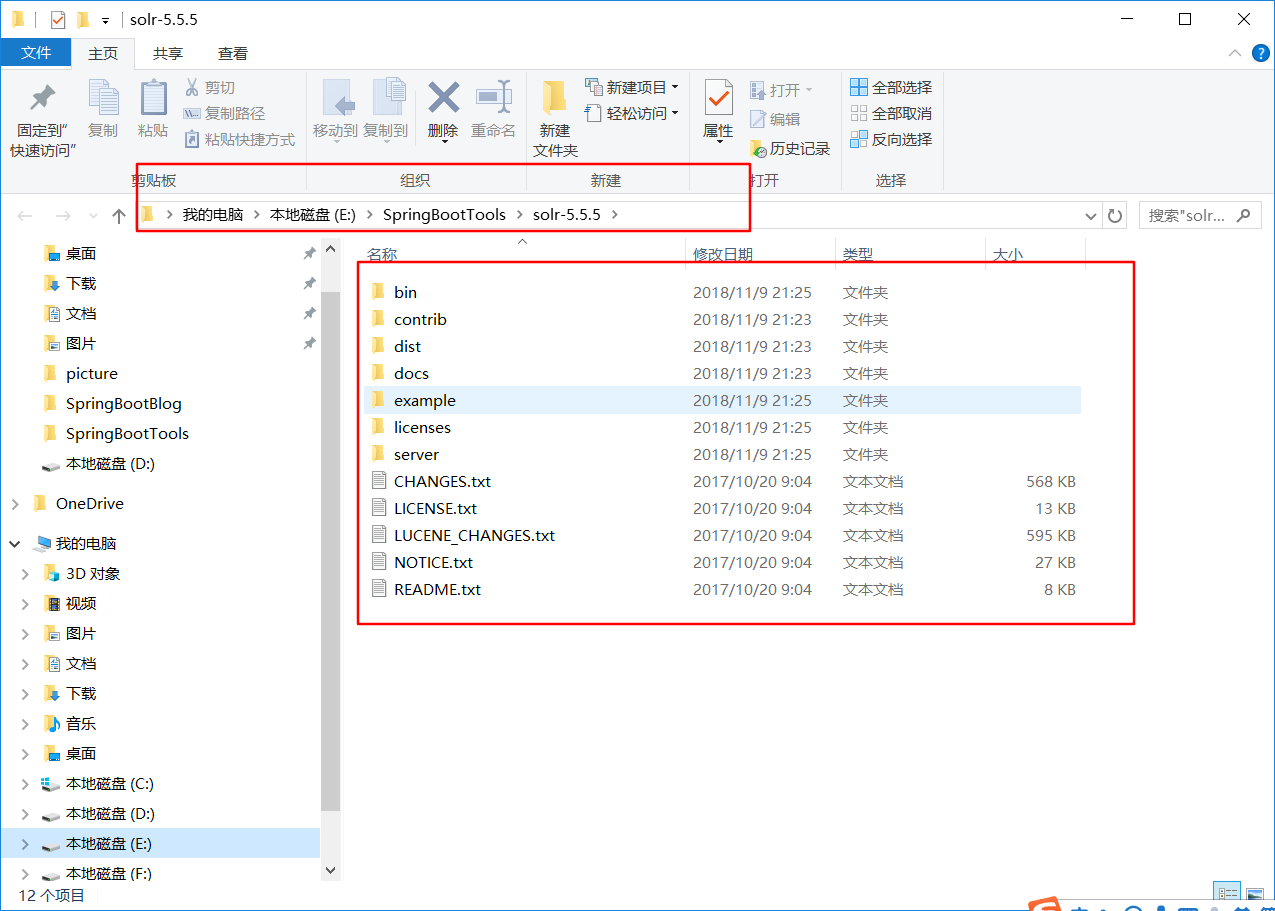 solr-5.5.5
文件 主页 共享 查看
固定到"快速访问"
复制
粘贴
剪切
复制路径
粘贴快捷方式
移动到 复制到
删除 重命名
新建文件夹
新建项目
轻松访问
属性
打开
编辑
历史记录
全部选择
全部取消
反向选择
剪贴板 组织 新建 打开 选择
我的电脑 本地磁盘 (E:) SpringBootTools solr-5.5.5
搜索"solr...
桌面
下载
文档
图片
picture
SpringBootBlog
SpringBootTools
本地磁盘 (D:)
OneDrive
我的电脑
3D 对象
视频
图片
文档
下载
音乐
桌面
本地磁盘 (C:)
本地磁盘 (D:)
本地磁盘 (E:)
本地磁盘 (F:)
名称 修改日期 类型 大小
bin 2018/11/9 21:25 文件夹
contrib 2018/11/9 21:23 文件夹
dist 2018/11/9 21:23 文件夹
docs 2018/11/9 21:23 文件夹
example 2018/11/9 21:25 文件夹
licenses 2018/11/9 21:25 文件夹
server 2018/11/9 21:25 文件夹
CHANGES.txt 2017/10/20 9:04 文本文档 568 KB
LICENSE.txt 2017/10/20 9:04 文本文档 13 KB
LUCENE_CHANGES.txt 2017/10/20 9:04 文本文档 595 KB
NOTICE.txt 2017/10/20 9:04 文本文档 27 KB
README.txt 2017/10/20 9:04 文本文档 8 KB
12 个项目